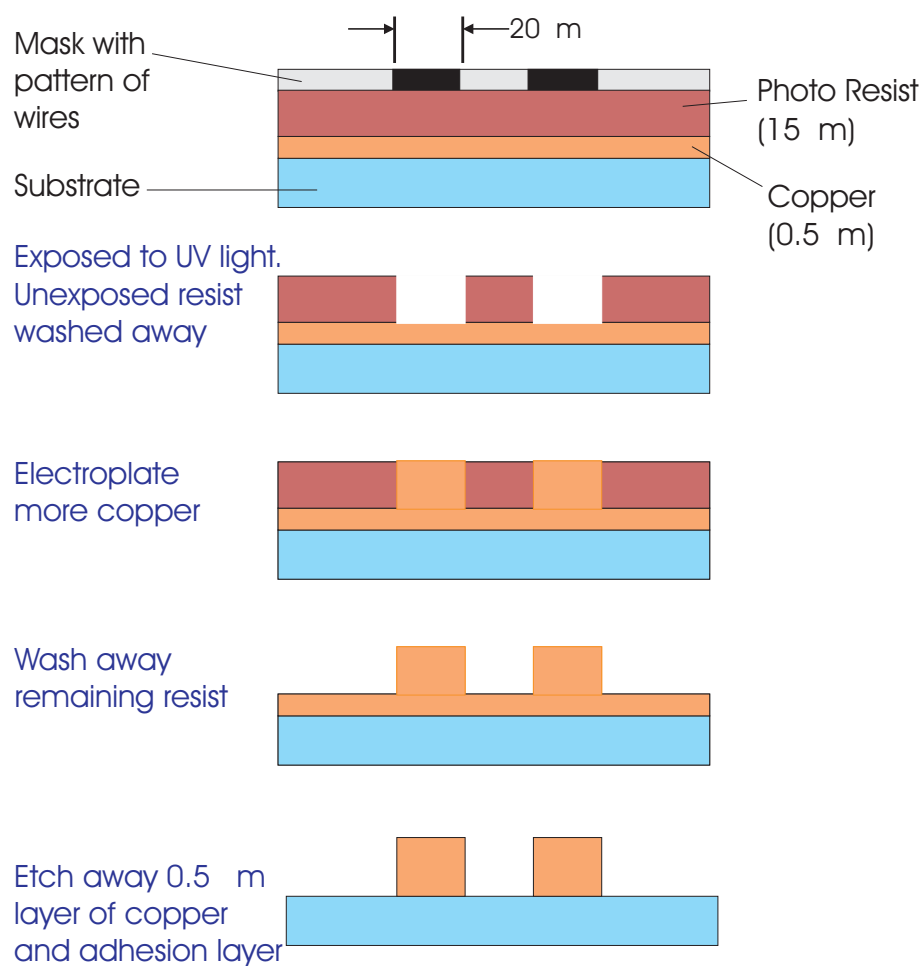 20 m
Mask with
pattern of
wires
Photo Resist
(15 m)
Substrate
Copper
(0.5 m)
Exposed to UV light.
Unexposed resist
washed away
Electroplate
more copper
Wash away
remaining resist
Etch away 0.5 m
layer of copper
and adhesion layer